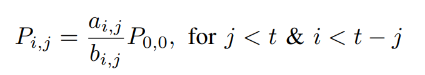 P_{i,j} = \frac{a_{i,j}}{b_{i,j}} P_{0,0}, for j < t & i < t − j